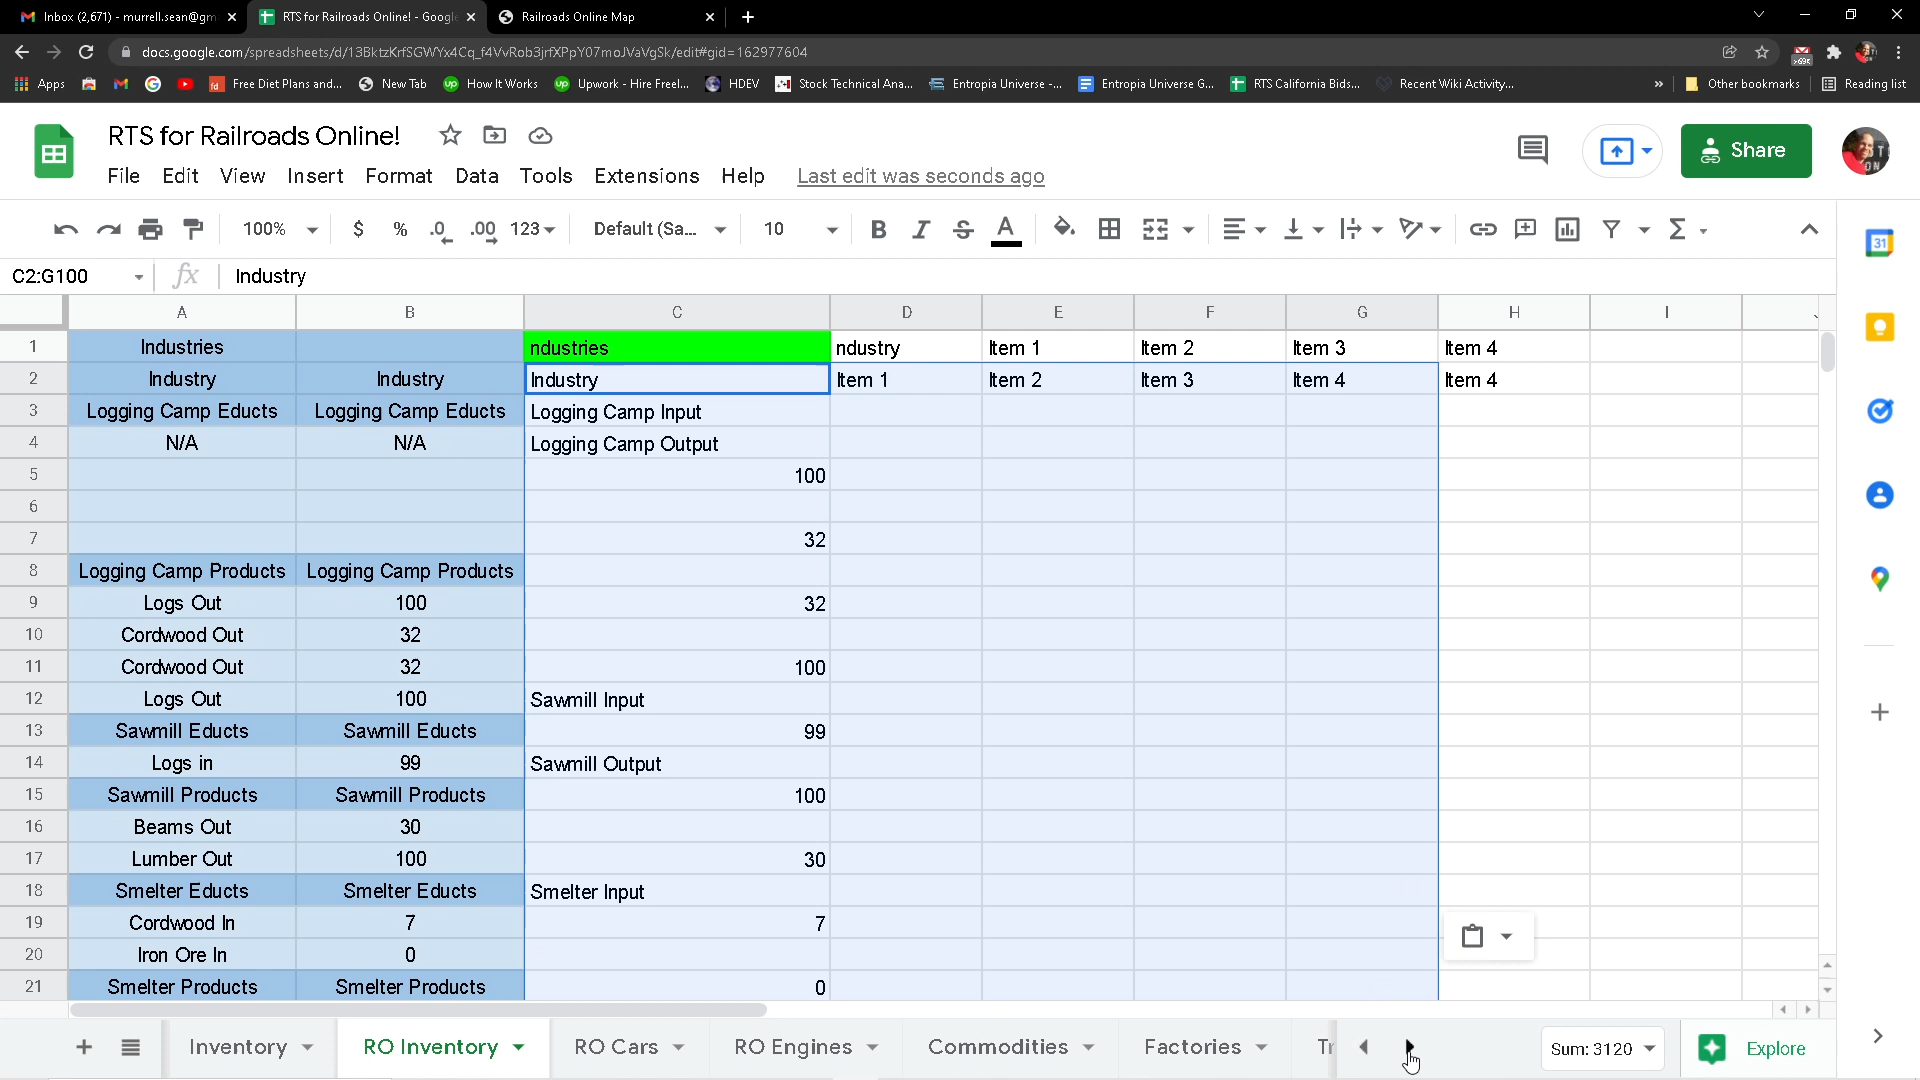 Inbox (2,671) - murrell.sean@gm
RTS for Railroads Online! - Google
Railroads Online Map
docs.google.com/spreadsheets/d/13BktzKrfSGWYx4Cq_f4VvRob3jrfXPpY07moJVaVgSk/edit#gid=162977604
>69k
Apps
Free Diet Plans and...
New Tab
How It Works
Upwork - Hire Freel...
HDEV
Stock Technical Ana...
Entropia Universe -...
Entropia Universe G...
RTS California Bids...
Recent Wiki Activity...
»
Other bookmarks
Reading list
RTS for Railroads Online!
Share
File Edit View Insert Format Data Tools Extensions Help Last edit was seconds ago
100% $ % .0 .00 123 Default (Sa... 10 B I S A Σ
31
C2:G100 fx Industry
A B C D E F G H I
1 Industries ndustries ndustry Item 1 Item 2 Item 3 Item 4
2 Industry Industry Industry Item 1 Item 2 Item 3 Item 4 Item 4
3 Logging Camp Educts Logging Camp Educts Logging Camp Input
4 N/A N/A Logging Camp Output
5 100
6
7 32
8 Logging Camp Products Logging Camp Products
9 Logs Out 100 32
10 Cordwood Out 32
11 Cordwood Out 32 100
12 Logs Out 100 Sawmill Input
13 Sawmill Educts Sawmill Educts 99
14 Logs in 99 Sawmill Output
15 Sawmill Products Sawmill Products 100
16 Beams Out 30
17 Lumber Out 100 30
18 Smelter Educts Smelter Educts Smelter Input
19 Cordwood In 7 7
20 Iron Ore In 0
21 Smelter Products Smelter Products 0
Inventory RO Inventory RO Cars RO Engines Commodities Factories Tr Sum: 3120 Explore